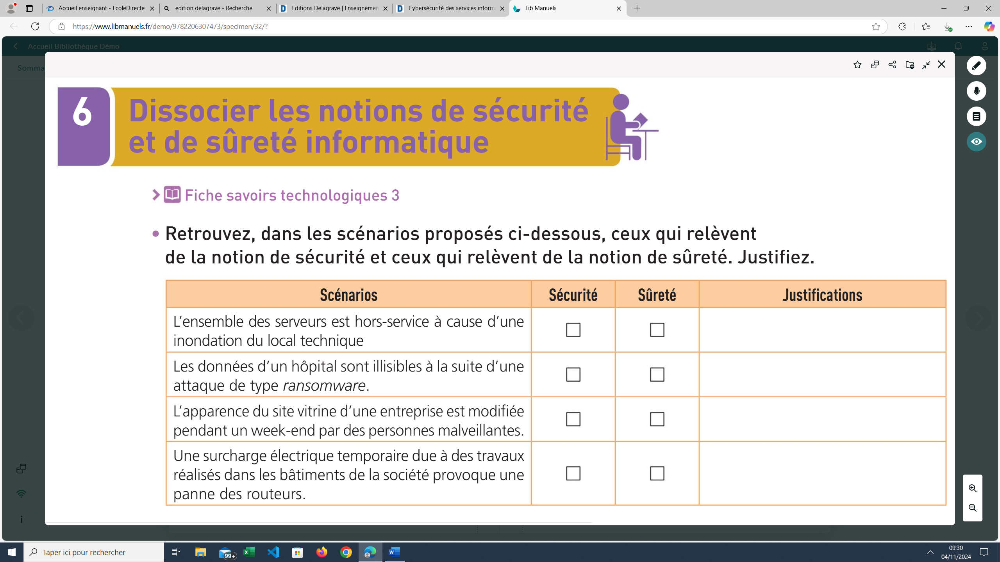 Accueil enseignant - EcoleDirecte
edition delagrave - Recherche
Editions Delagrave | Enseignemen
Cybersécurité des services inform
Lib Manuels
https://www.libmanuels.fr/demo/9782206307473/specimen/32/?
Accueil Bibliothèque Démo
Somma
6
Dissocier les notions de sécurité
et de sûreté informatique
Fiche savoirs technologiques 3
• Retrouvez, dans les scénarios proposés ci-dessous, ceux qui relèvent
de la notion de sécurité et ceux qui relèvent de la notion de sûreté. Justifiez.
Scénarios Sécurité Sûreté Justifications
L’ensemble des serveurs est hors-service à cause d’une
inondation du local technique
Les données d’un hôpital sont illisibles à la suite d’une
attaque de type ransomware.
L’apparence du site vitrine d’une entreprise est modifiée
pendant un week-end par des personnes malveillantes.
Une surcharge électrique temporaire due à des travaux
réalisés dans les bâtiments de la société provoque une
panne des routeurs.
Taper ici pour rechercher
99+
09:30
04/11/2024